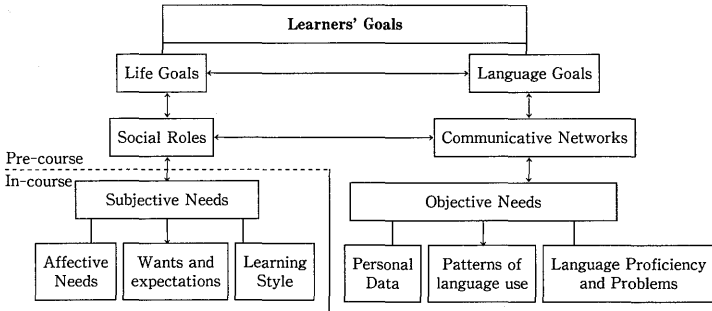 Learners' Goals
Life Goals
Language Goals
Social Roles
Communicative Networks
Pre-course
In-course
Subjective Needs
Objective Needs
Affective
Needs
Wants and
expectations
Learning
Style
Personal
Data
Patterns of
language use
Language Proficiency
and Problems